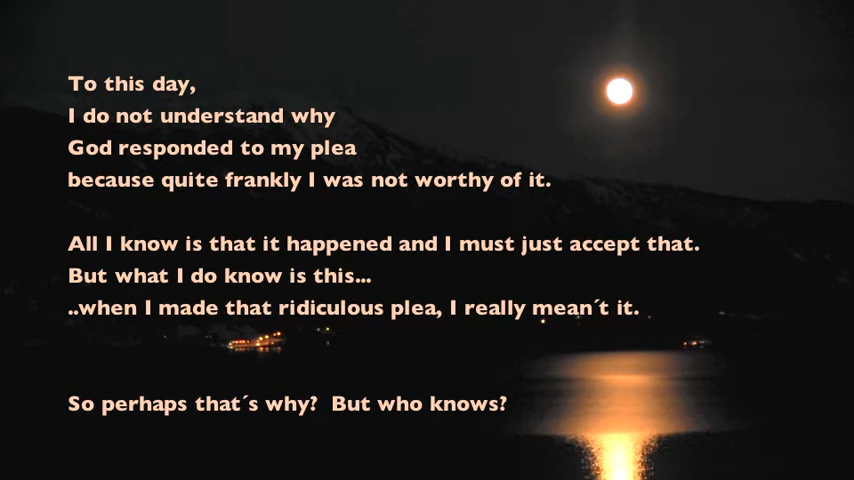 To this day,
I do not understand why
God responded to my plea
because quite frankly I was not worthy of it.
All I know is that it happened and I must just accept that.
But what I do know is this...
..when I made that ridiculous plea, I really mean´t it.
So perhaps that´s why?  But who knows?